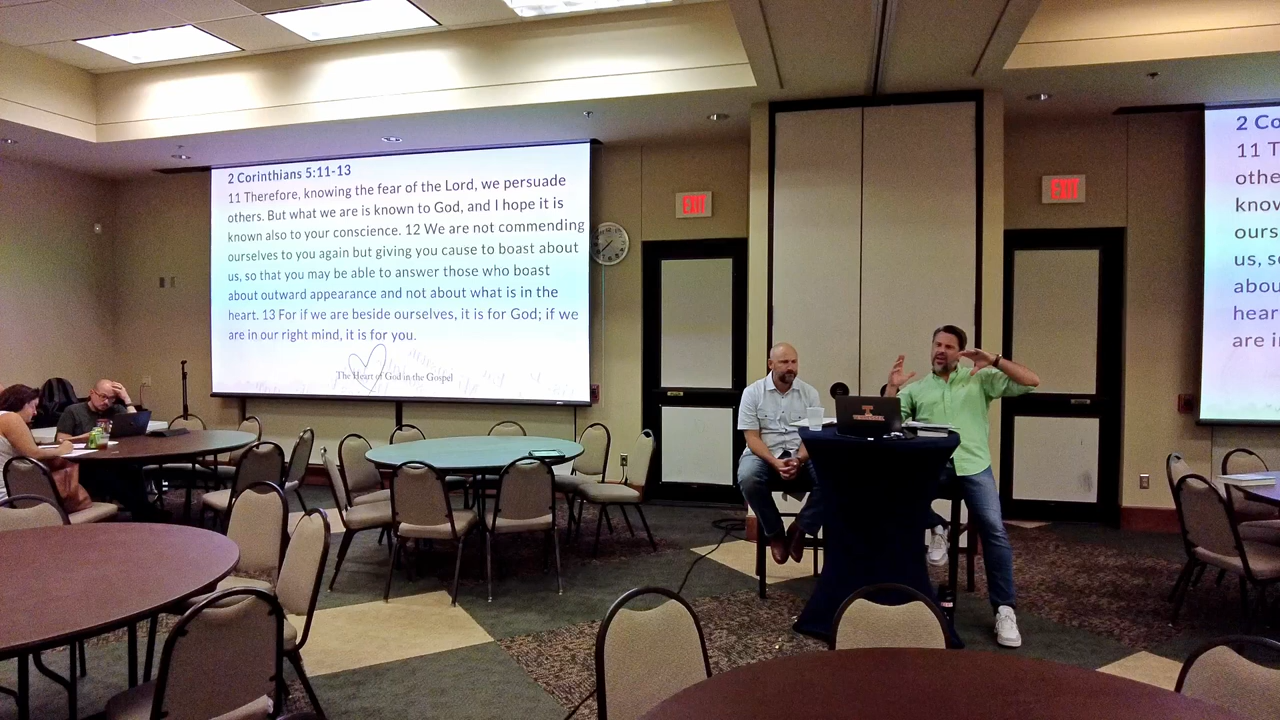 2 Corinthians 5:11-13
11 Therefore, knowing the fear of the Lord, we persuade
others. But what we are is known to God, and I hope it is
known also to your conscience. 12 We are not commending
ourselves to you again but giving you cause to boast about
us, so that you may be able to answer those who boast
about outward appearance and not about what is in the
heart. 13 For if we are beside ourselves, it is for God; if we
are in our right mind, it is for you.
The Heart of God in the Gospel
EXIT
EXIT
2 Co
11 T
othe
know
ours
us, so
abou
hear
are i
T